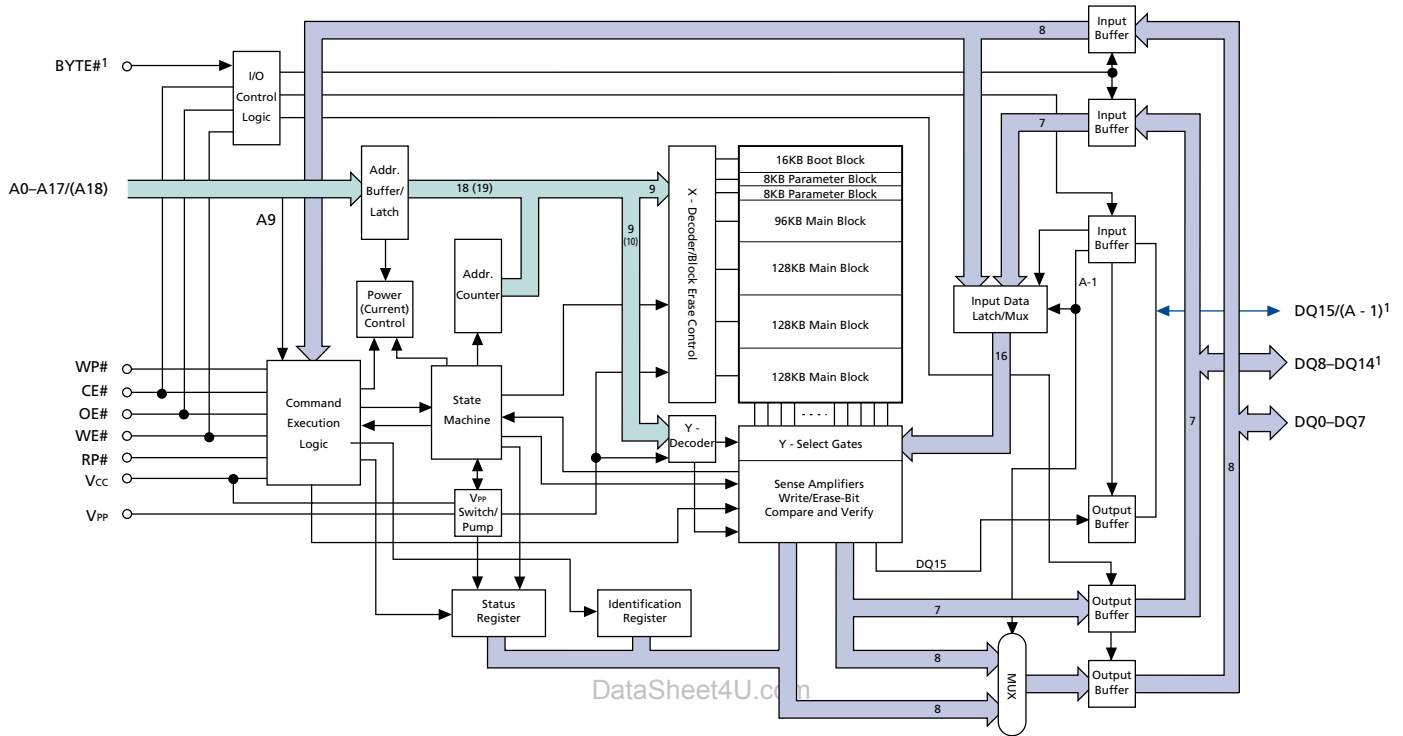 Input
Buffer
8
BYTE#1
I/O
Control
Logic
Input
Buffer
7
A0–A17/(A18)
Addr.
Buffer/
Latch
18 (19)
9
A9
X - Decoder/Block Erase Control
16KB Boot Block
8KB Parameter Block
8KB Parameter Block
96KB Main Block
128KB Main Block
128KB Main Block
128KB Main Block
9
(10)
Input
Buffer
A-1
Addr.
Counter
Power
(Current)
Control
Input Data
Latch/Mux
DQ15/(A - 1)1
16
DQ8–DQ141
WP#
CE#
OE#
WE#
RP#
VCC
VPP
Command
Execution
Logic
State
Machine
Y -
Decoder
Y - Select Gates
Sense Amplifiers
Write/Erase-Bit
Compare and Verify
7
DQ0–DQ7
8
VPP
Switch/
Pump
Output
Buffer
DQ15
Status
Register
Identification
Register
7
Output
Buffer
8
MUX
Output
Buffer
8
DataSheet4U.com